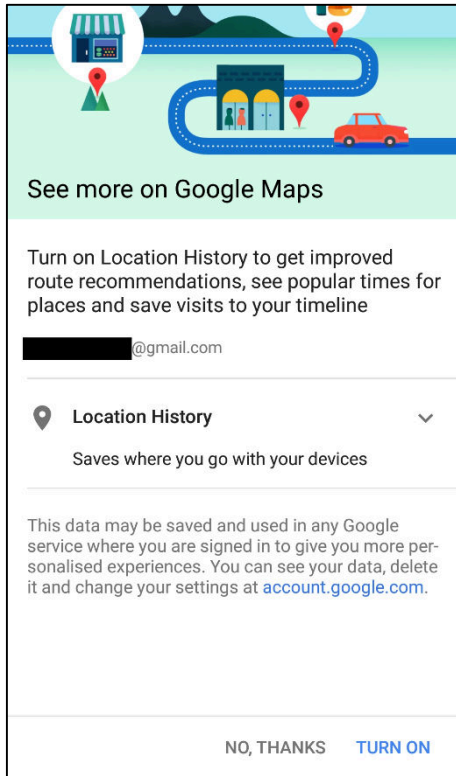 See more on Google Maps
Turn on Location History to get improved
route recommendations, see popular times for
places and save visits to your timeline
@gmail.com
Location History
Saves where you go with your devices
This data may be saved and used in any Google
service where you are signed in to give you more per-
sonalised experiences. You can see your data, delete
it and change your settings at account.google.com.
NO, THANKS TURN ON